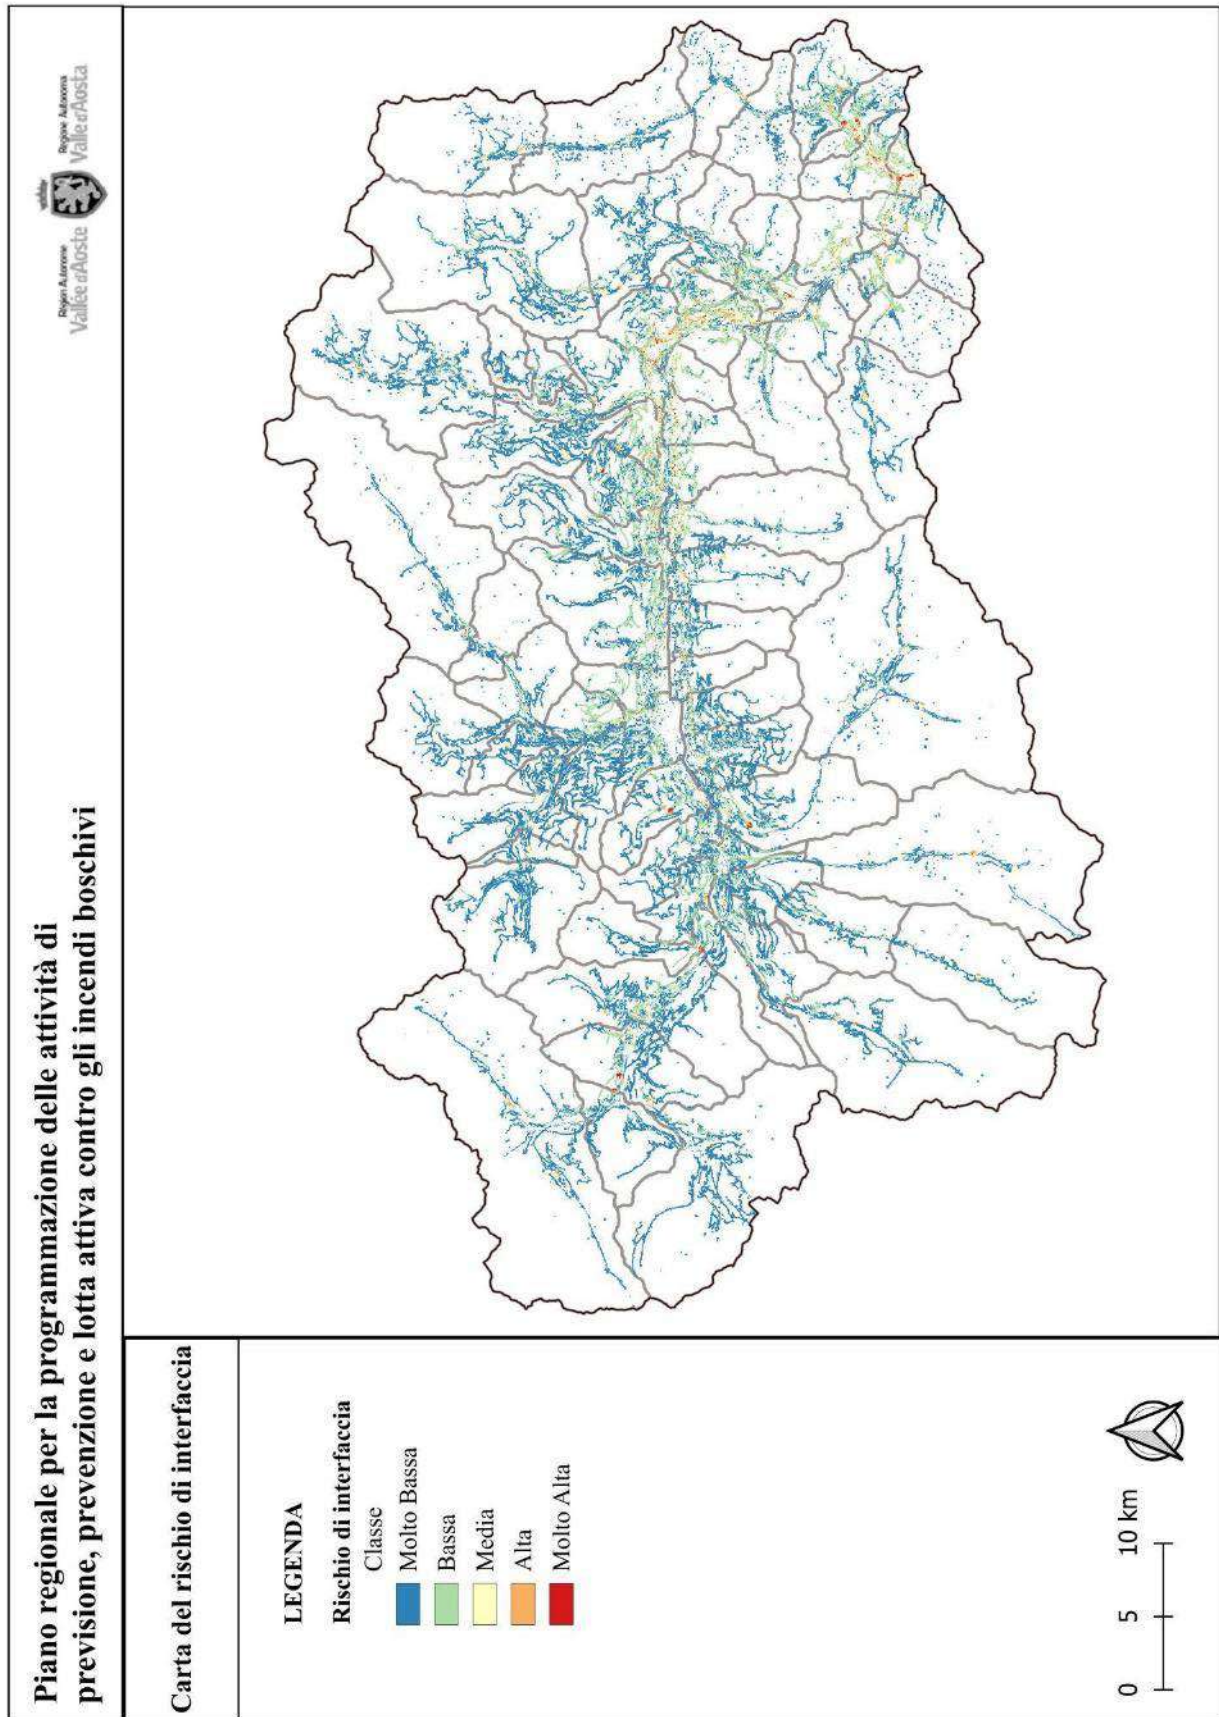 Piano regionale per la programmazione delle attività di
previsione, prevenzione e lotta attiva contro gli incendi boschivi
Région Autonome
Vallée d'Aoste
Regione Autonoma
Valle d'Aosta
Carta del rischio di interfaccia
LEGENDA
Rischio di interfaccia
Classe
Molto Bassa
Bassa
Media
Alta
Molto Alta
0 5 10 km